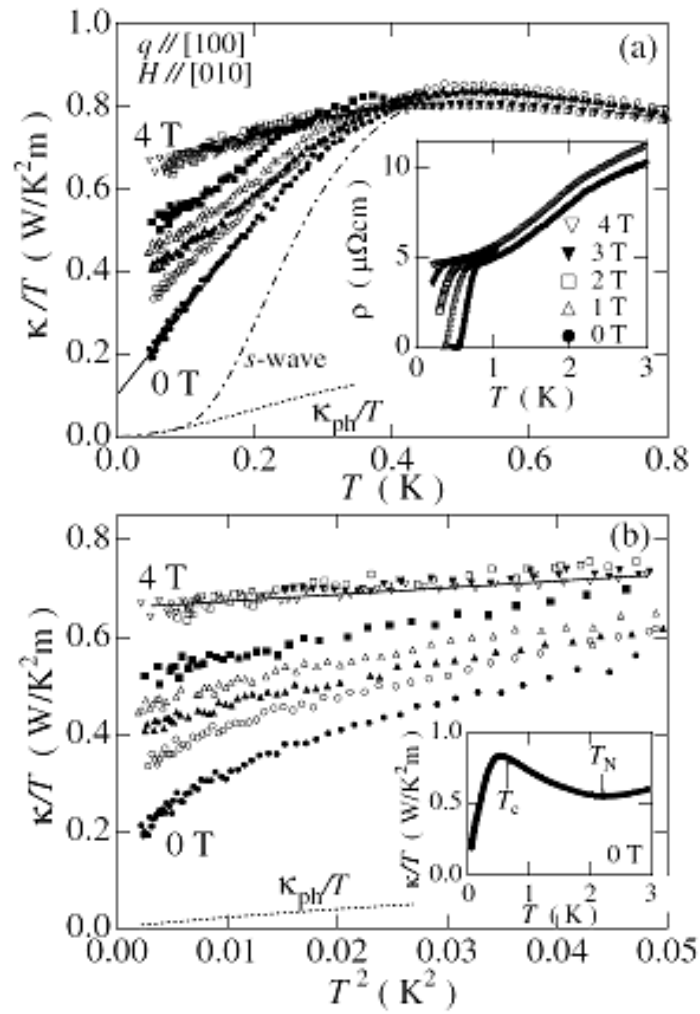 1.0
0.8
0.6
0.4
0.2
0.0
κ/T ( W/K²m )
q // [100]
H // [010]
(a)
4 T
0 T
s-wave
κph/T
10
5
0
ρ ( μΩcm )
▽ 4 T
▼ 3 T
□ 2 T
△ 1 T
● 0 T
1
2
3
T ( K )
0.0
0.2
0.4
0.6
0.8
T ( K )
0.8
0.6
0.4
0.2
0.0
κ/T ( W/K²m )
(b)
4 T
0 T
κph/T
1.0
0.5
0.0
κ/T ( W/K²m )
Tc
TN
0 T
0
1
2
3
T ( K )
0.00
0.01
0.02
0.03
0.04
0.05
T² ( K² )